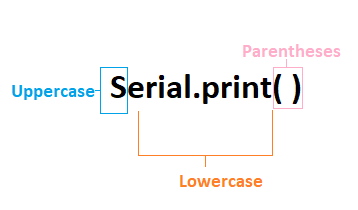 Parentheses
Uppercase
Serial.print( )
Lowercase